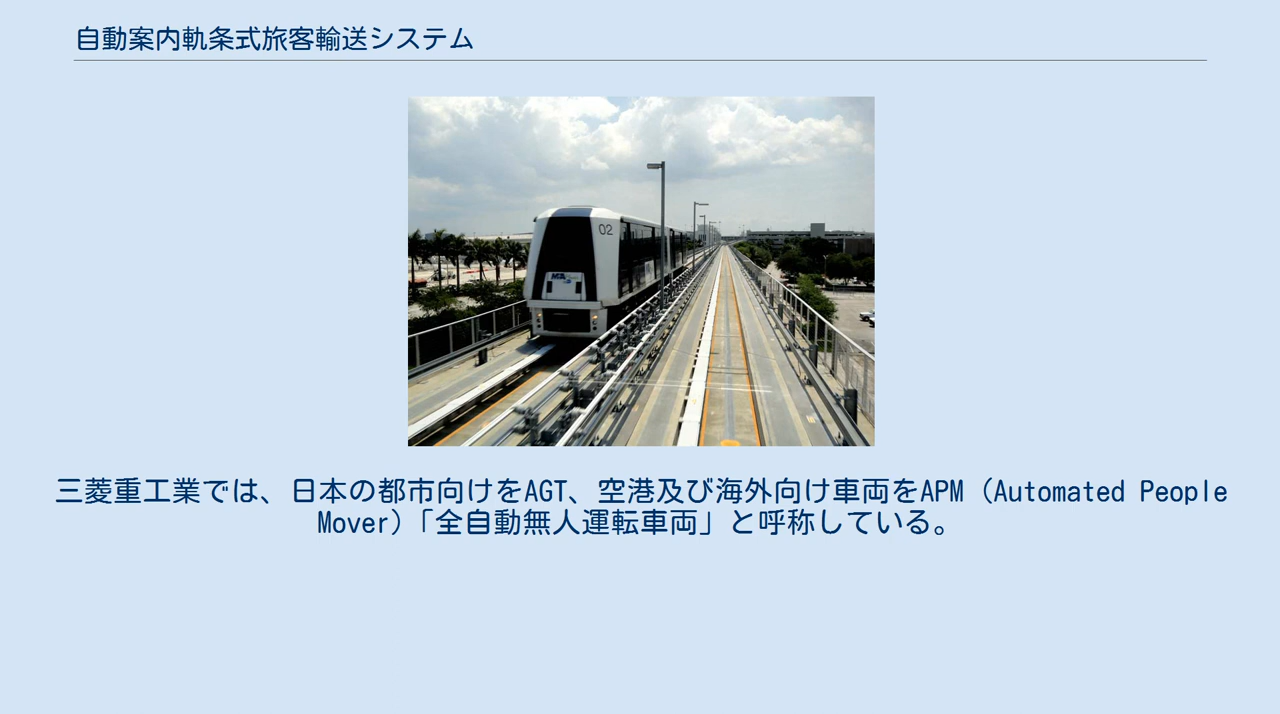 自動案内軌条式旅客輸送システム
02
MIA
三菱重工業では、日本の都市向けをAGT、空港及び海外向け車両をAPM（Automated People
Mover）「全自動無人運転車両」と呼称している。